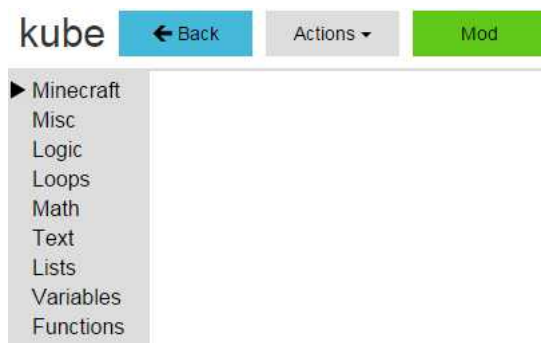 kube Back Actions Mod
Minecraft
Misc
Logic
Loops
Math
Text
Lists
Variables
Functions